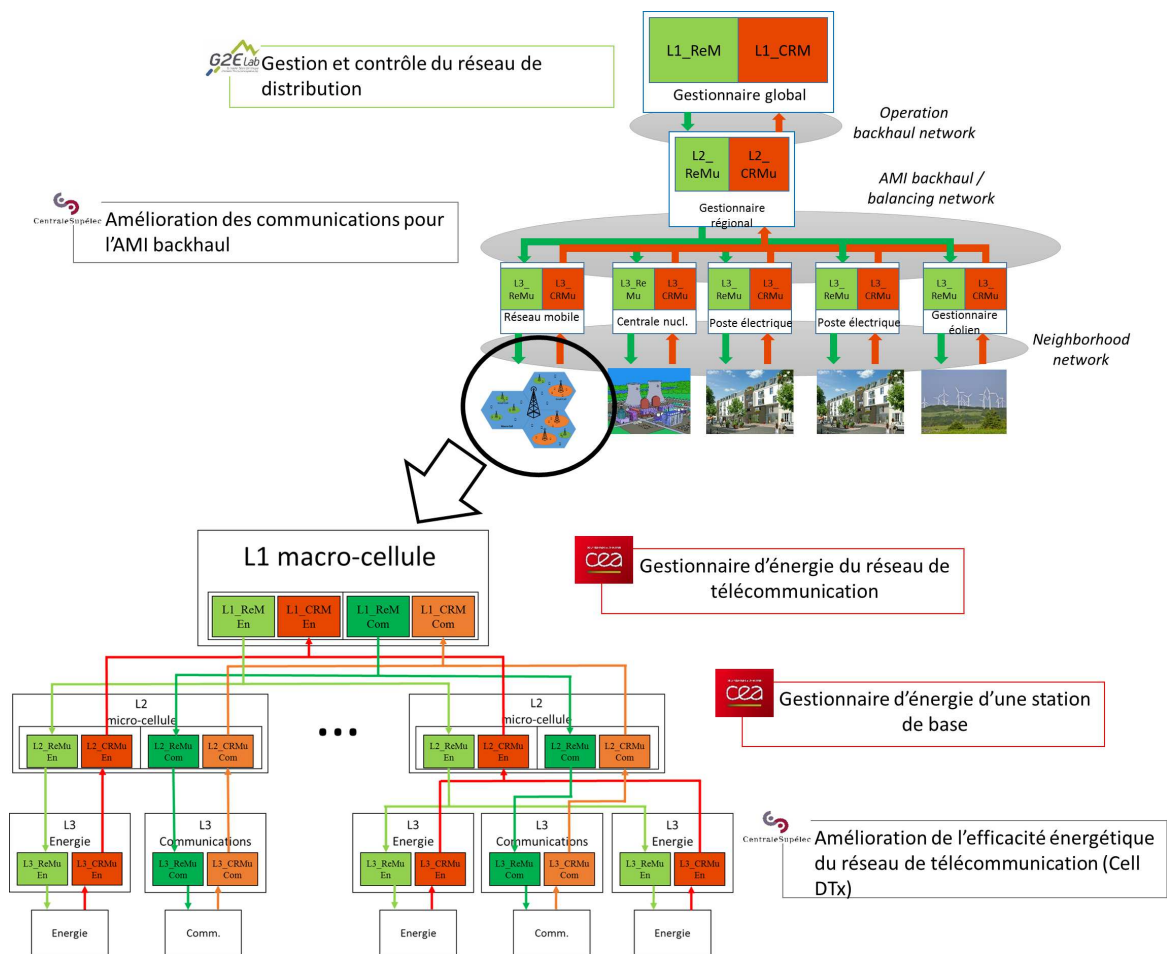 L1_ReM
L1_CRM
Gestionnaire global
G2Elab
Gestion et contrôle du réseau de
distribution
Operation
backhaul network
L2_
ReMu
L2_
CRMu
Gestionnaire
régional
AMI backhaul /
balancing network
CentraleSupélec
Amélioration des communications pour
l'AMI backhaul
L3_
ReMu
L3_
CRMu
Réseau mobile
L3_Re
Mu
L3_
CRMu
Centrale nucl.
L3_
ReMu
L3_
CRMu
Poste électrique
L3_
ReMu
L3_
CRMu
Poste électrique
L3_
ReMu
L3_
CRMu
Gestionnaire
éolien
Neighborhood
network
L1 macro-cellule
L1_ReM
En
L1_CRM
En
L1_ReM
Com
L1_CRM
Com
cea
Gestionnaire d'énergie du réseau de
télécommunication
L2
micro-cellule
L2_ReMu
En
L2_CRMu
En
L2_ReMu
Com
L2_CRMu
Com
...
L2
micro-cellule
L2_ReMu
En
L2_CRMu
En
L2_ReMu
Com
L2_CRMu
Com
cea
Gestionnaire d'énergie d'une station
de base
L3
Energie
L3_ReMu
En
L3_CRMu
En
L3
Communications
L3_ReMu
Com
L3_CRMu
Com
L3
Energie
L3_ReMu
En
L3_CRMu
En
L3
Communications
L3_ReMu
Com
L3_CRMu
Com
L3
Energie
L3_ReMu
En
L3_CRMu
En
CentraleSupélec
Amélioration de l'efficacité énergétique
du réseau de télécommunication (Cell
DTx)
Energie
Comm.
Energie
Comm.
Energie